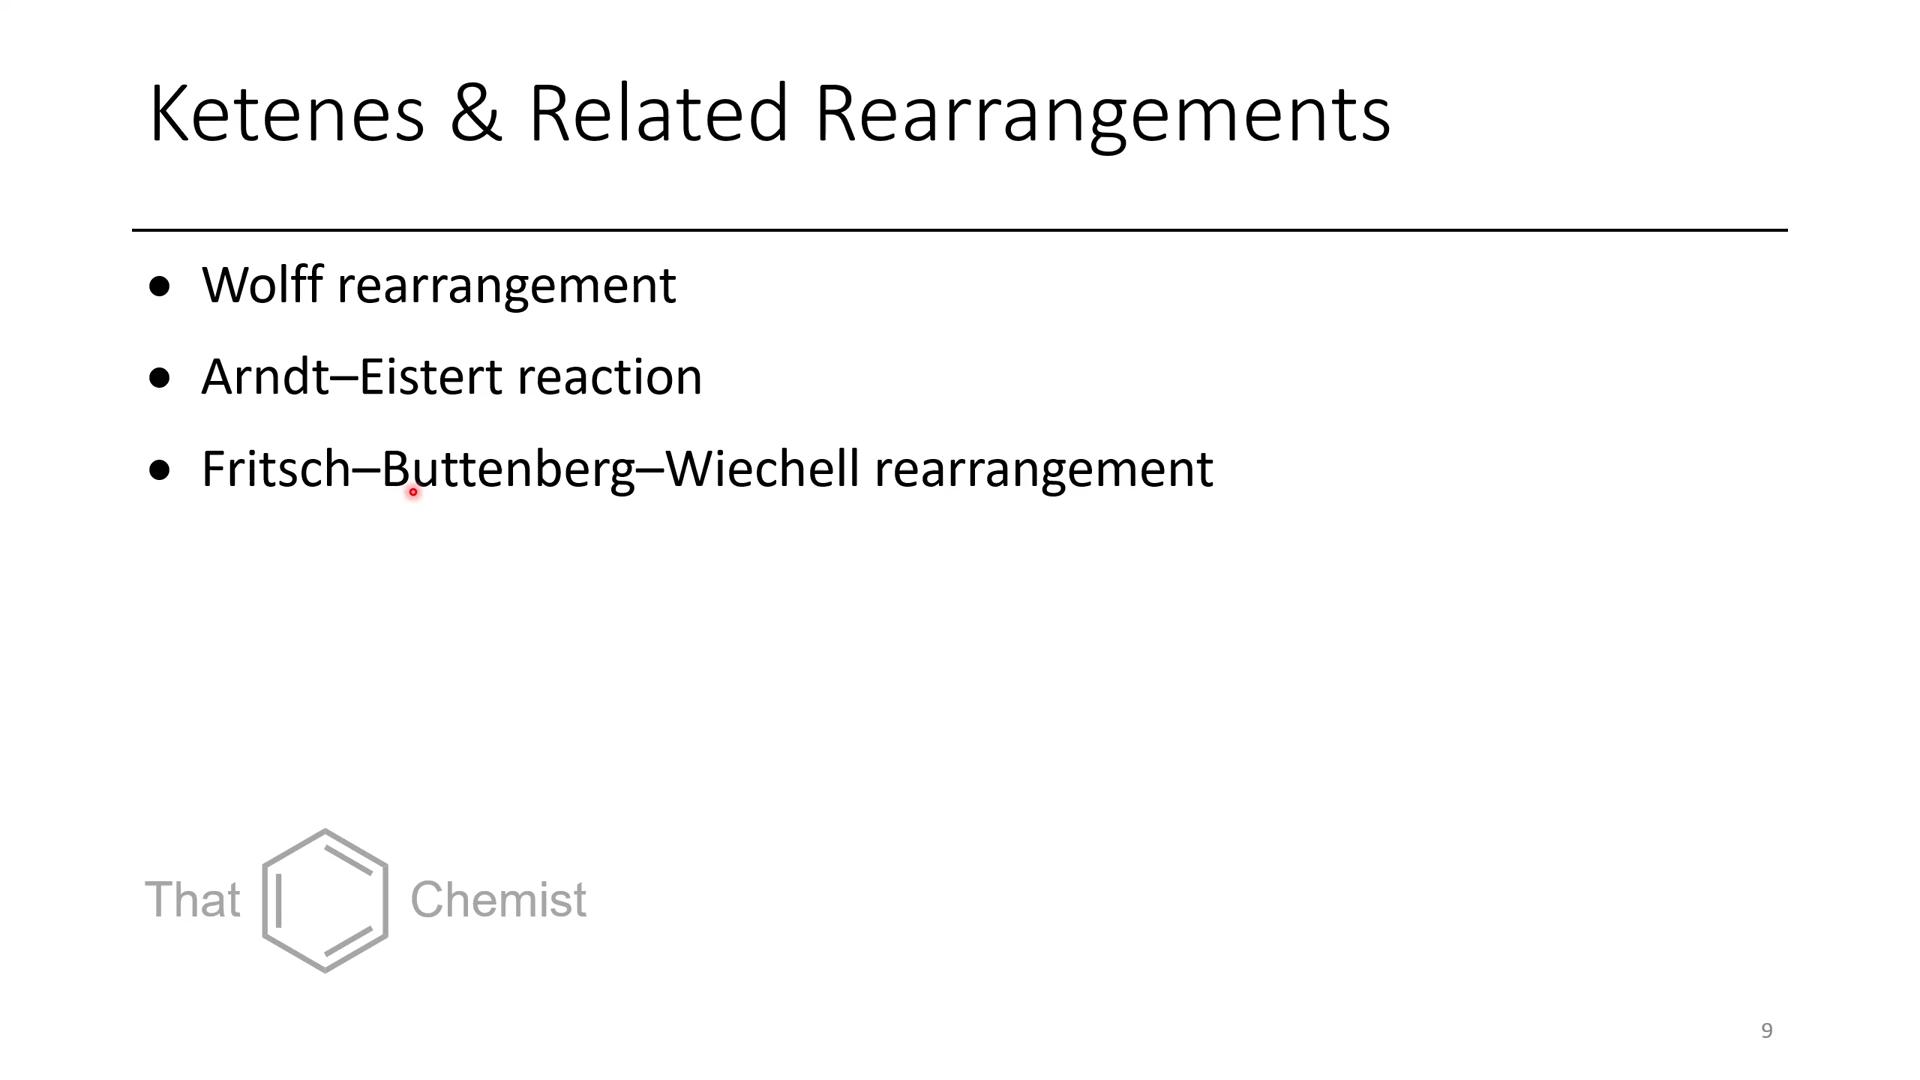 Ketenes & Related Rearrangements
• Wolff rearrangement
• Arndt–Eistert reaction
• Fritsch–Buttenberg–Wiechell rearrangement
That Chemist
9